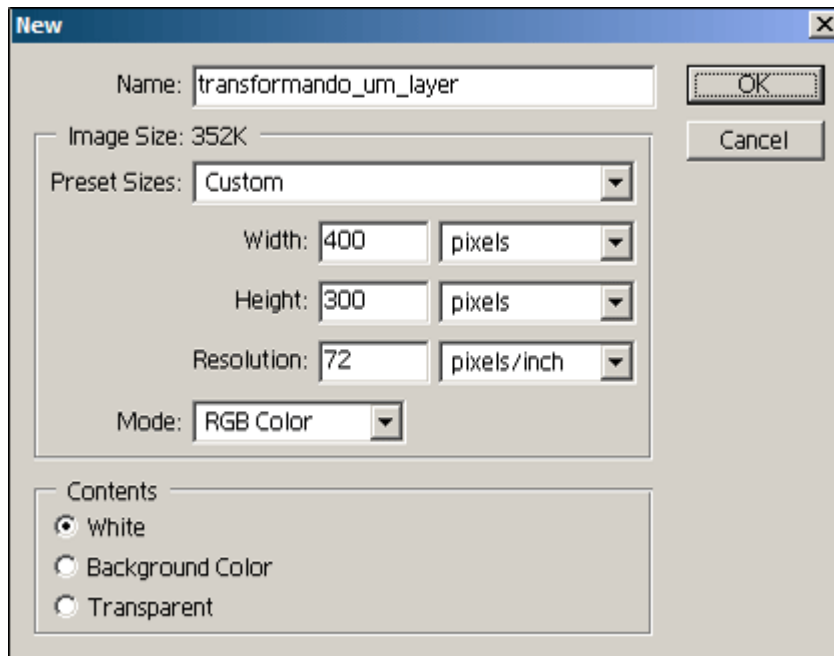 New
Name: transformando_um_layer
OK
Cancel
Image Size: 352K
Preset Sizes: Custom
Width: 400 pixels
Height: 300 pixels
Resolution: 72 pixels/inch
Mode: RGB Color
Contents
White
Background Color
Transparent